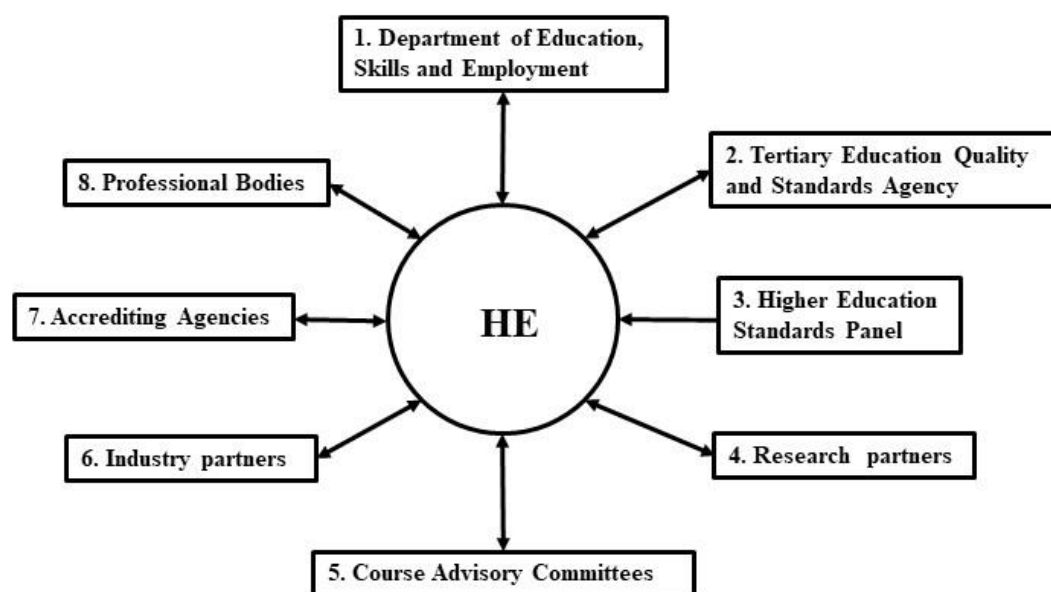 1. Department of Education,
Skills and Employment
2. Tertiary Education Quality
and Standards Agency
8. Professional Bodies
3. Higher Education
Standards Panel
7. Accrediting Agencies
HE
4. Research partners
6. Industry partners
5. Course Advisory Committees